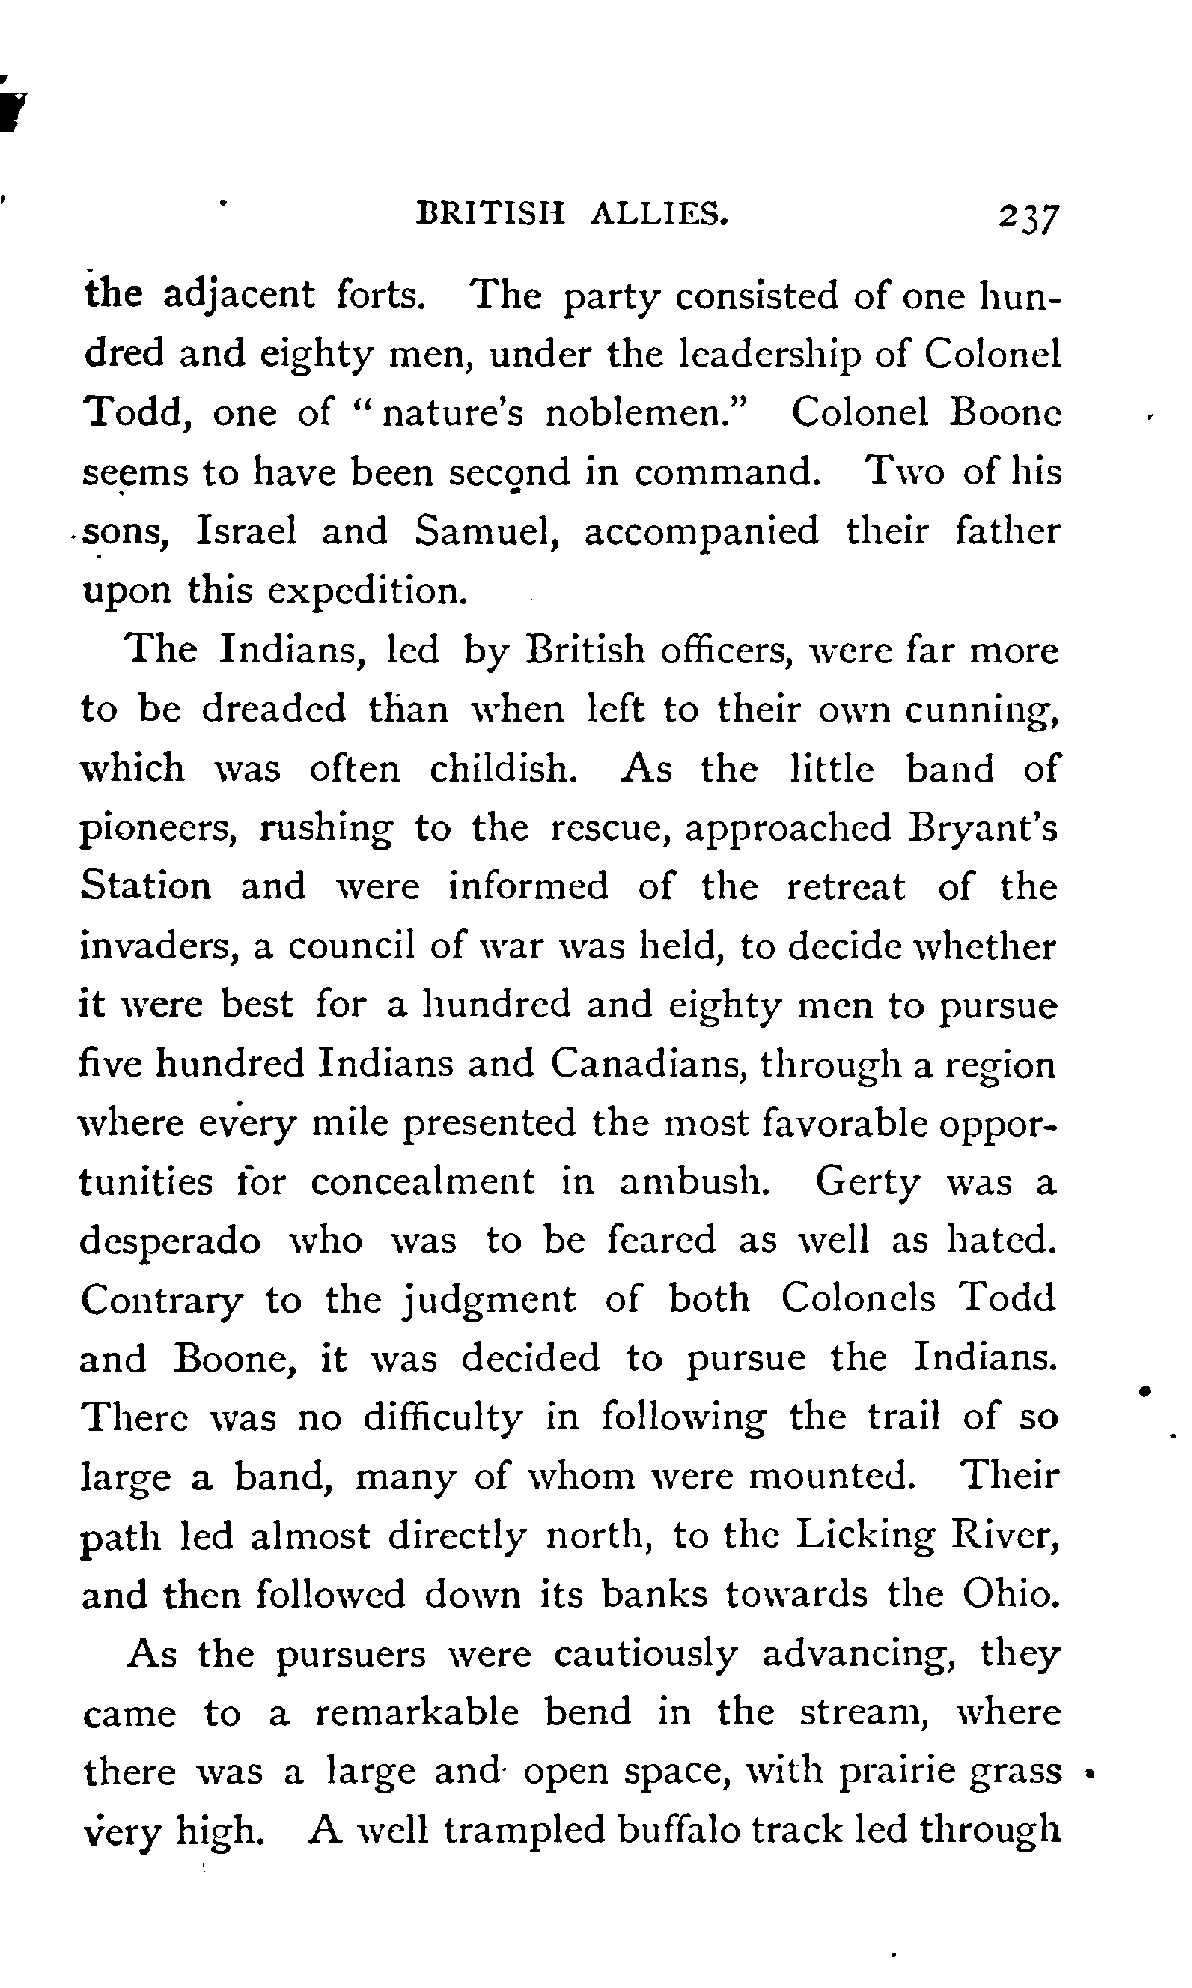 BRITISH ALLIES. 237
the adjacent forts. The party consisted of one hun-
dred and eighty men, under the leadership of Colonel
Todd, one of “nature’s noblemen.” Colonel Boone
seems to have been second in command. Two of his
sons, Israel and Samuel, accompanied their father
upon this expedition.
The Indians, led by British officers, were far more
to be dreaded than when left to their own cunning,
which was often childish. As the little band of
pioneers, rushing to the rescue, approached Bryant’s
Station and were informed of the retreat of the
invaders, a council of war was held, to decide whether
it were best for a hundred and eighty men to pursue
five hundred Indians and Canadians, through a region
where every mile presented the most favorable oppor-
tunities for concealment in ambush. Gerty was a
desperado who was to be feared as well as hated.
Contrary to the judgment of both Colonels Todd
and Boone, it was decided to pursue the Indians.
There was no difficulty in following the trail of so
large a band, many of whom were mounted. Their
path led almost directly north, to the Licking River,
and then followed down its banks towards the Ohio.
As the pursuers were cautiously advancing, they
came to a remarkable bend in the stream, where
there was a large and open space, with prairie grass
very high. A well trampled buffalo track led through